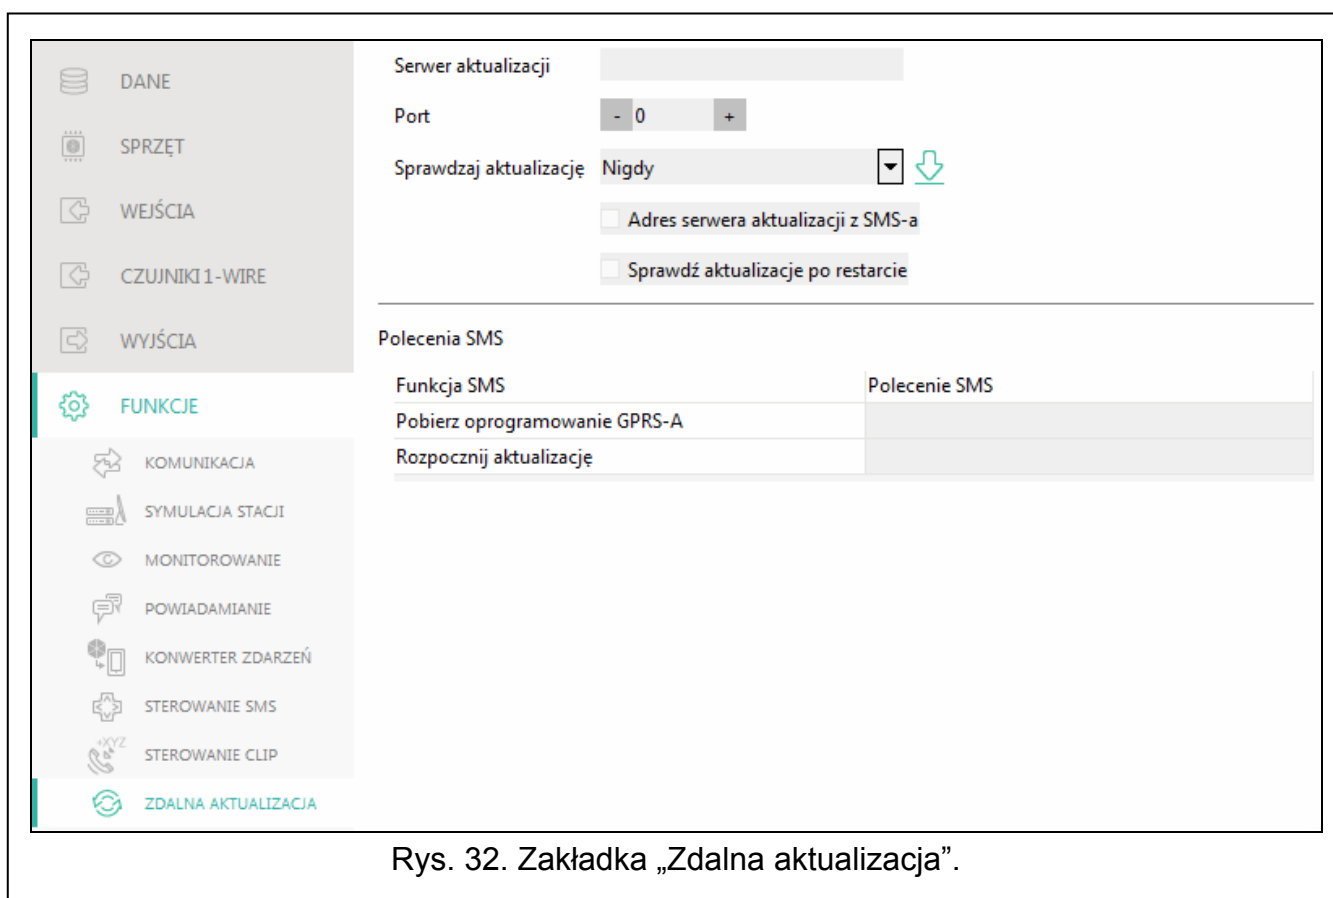 DANE
SPRZĘT
WEJŚCIA
CZUJNIKI 1-WIRE
WYJŚCIA
FUNKCJE
KOMUNIKACJA
SYMULACJA STACJI
MONITOROWANIE
POWIADAMIANIE
KONWERTER ZDARZEŃ
STEROWANIE SMS
+XYZ
STEROWANIE CLIP
ZDALNA AKTUALIZACJA
Serwer aktualizacji
Port - 0 +
Sprawdzaj aktualizację Nigdy
Adres serwera aktualizacji z SMS-a
Sprawdź aktualizacje po restarcie
Polecenia SMS
Funkcja SMS Polecenie SMS
Pobierz oprogramowanie GPRS-A
Rozpocznij aktualizację
Rys. 32. Zakładka „Zdalna aktualizacja”.